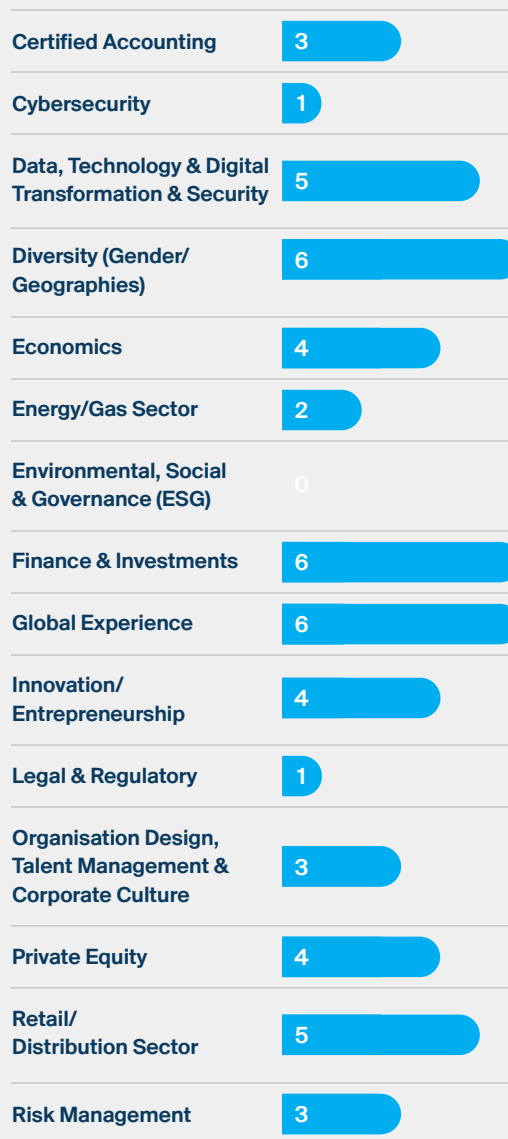 Certified Accounting 3
Cybersecurity 1
Data, Technology & Digital
Transformation & Security 5
Diversity (Gender/
Geographies) 6
Economics 4
Energy/Gas Sector 2
Environmental, Social
& Governance (ESG) 0
Finance & Investments 6
Global Experience 6
Innovation/
Entrepreneurship 4
Legal & Regulatory 1
Organisation Design,
Talent Management &
Corporate Culture 3
Private Equity 4
Retail/
Distribution Sector 5
Risk Management 3